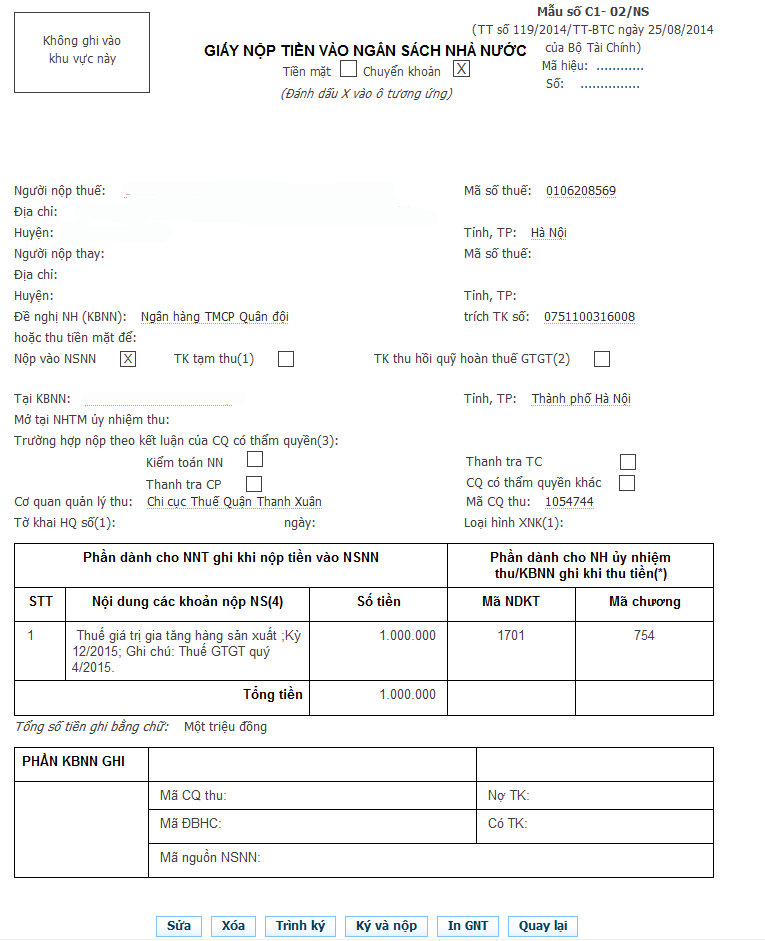 Mẫu số C1- 02/NS
(TT số 119/2014/TT-BTC ngày 25/08/2014
của Bộ Tài Chính)
Không ghi vào
khu vực này
GIẤY NỘP TIỀN VÀO NGÂN SÁCH NHÀ NƯỚC
Mã hiệu: ............
Tiền mặt Chuyển khoản X
Số: ...............
(Đánh dấu X vào ô tương ứng)
Người nộp thuế: Mã số thuế: 0106208569
Địa chỉ:
Huyện: Tỉnh, TP: Hà Nội
Người nộp thay: Mã số thuế:
Địa chỉ:
Huyện: Tỉnh, TP:
Đề nghị NH (KBNN): Ngân hàng TMCP Quân đội trích TK số: 0751100316008
hoặc thu tiền mặt để:
Nộp vào NSNN X TK tạm thu(1) TK thu hồi quỹ hoàn thuế GTGT(2)
Tại KBNN: Tỉnh, TP: Thành phố Hà Nội
Mở tại NHTM ủy nhiệm thu:
Trường hợp nộp theo kết luận của CQ có thẩm quyền(3):
Kiểm toán NN Thanh tra TC
Thanh tra CP CQ có thẩm quyền khác
Cơ quan quản lý thu: Chi cục Thuế Quận Thanh Xuân Mã CQ thu: 1054744
Tờ khai HQ số(1): ngày: Loại hình XNK(1):
Phần dành cho NNT ghi khi nộp tiền vào NSNN
Phần dành cho NH ủy nhiệm
thu/KBNN ghi khi thu tiền(*)
STT Nội dung các khoản nộp NS(4) Số tiền Mã NDKT Mã chương
1 Thuế giá trị gia tăng hàng sản xuất ;Kỳ 1.000.000 1701 754
12/2015; Ghi chú: Thuế GTGT quý
4/2015.
Tổng tiền 1.000.000
Tổng số tiền ghi bằng chữ: Một triệu đồng
PHẦN KBNN GHI
Mã CQ thu: Nợ TK:
Mã ĐBHC: Có TK:
Mã nguồn NSNN:
Sửa Xóa Trình ký Ký và nộp In GNT Quay lại